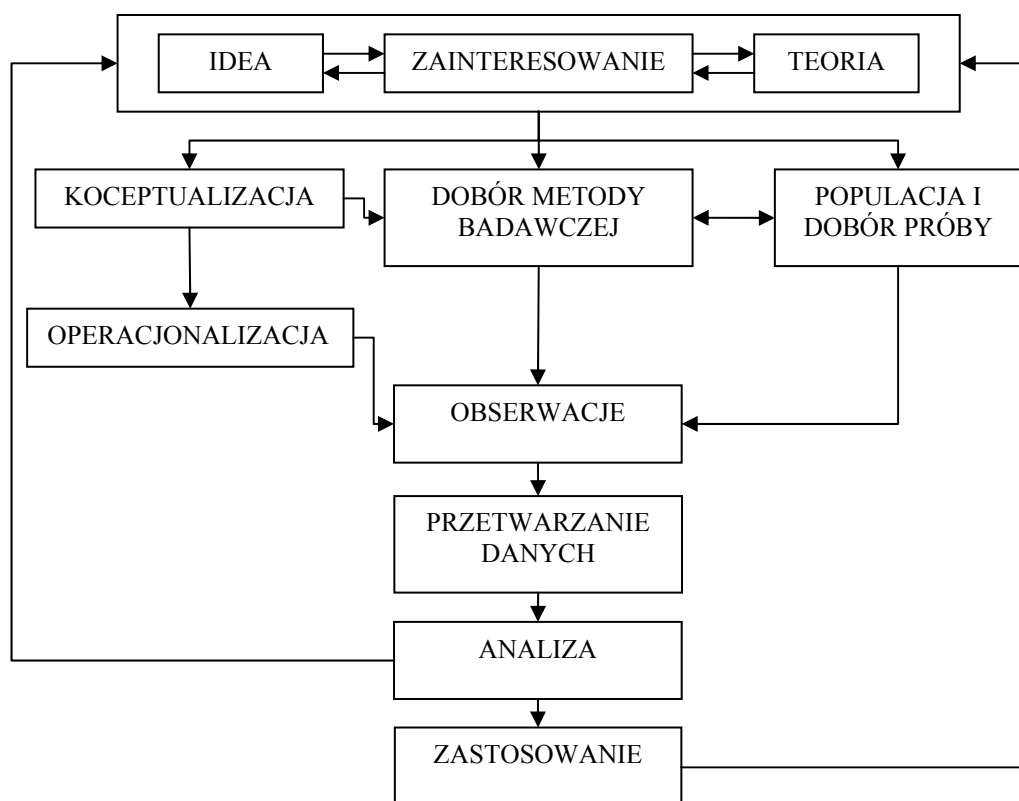 IDEA
ZAINTERESOWANIE
TEORIA
KOCEPTUALIZACJA
DOBÓR METODY
BADAWCZEJ
POPULACJA I
DOBÓR PRÓBY
OPERACJONALIZACJA
OBSERWACJE
PRZETWARZANIE
DANYCH
ANALIZA
ZASTOSOWANIE